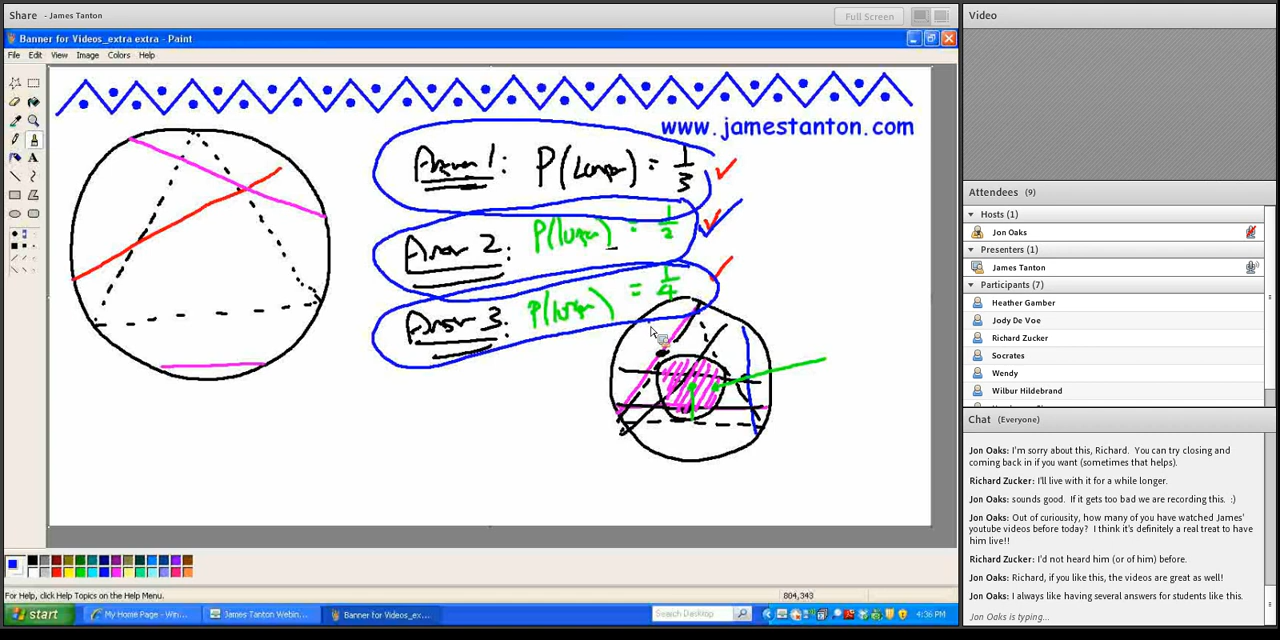 Share - James Tanton
Full Screen
Video
Banner for Videos_extra extra - Paint
File Edit View Image Colors Help
www.jamestanton.com
Answer 1: P(longer) = 1/3
Answer 2: P(longer) = 1/2
Answer 3: P(longer) = 1/4
For Help, click Help Topics on the Help Menu.
804,343
start
My Home Page - Win...
James Tanton Webin...
Banner for Videos_ex...
Search Desktop
4:36 PM
Attendees (9)
Hosts (1)
Jon Oaks
Presenters (1)
James Tanton
Participants (7)
Heather Gamber
Jody De Voe
Richard Zucker
Socrates
Wendy
Wilbur Hildebrand
Chat (Everyone)
Jon Oaks: I'm sorry about this, Richard. You can try closing and
coming back in if you want (sometimes that helps).
Richard Zucker: I'll live with it for a while longer.
Jon Oaks: sounds good. If it gets too bad we are recording this. :)
Jon Oaks: Out of curiousity, how many of you have watched James'
youtube videos before today? I think it's definitely a real treat to have
him live!!
Richard Zucker: I'd not heard him (or of him) before.
Jon Oaks: Richard, if you like this, the videos are great as well!
Jon Oaks: I always like having several answers for students like this.
Jon Oaks is typing...